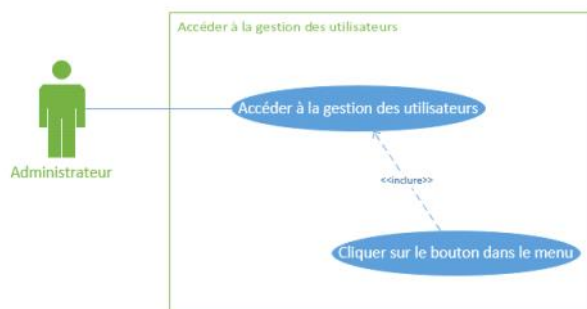 Accéder à la gestion des utilisateurs
Accéder à la gestion des utilisateurs
Administrateur
<<inclure>>
Cliquer sur le bouton dans le menu